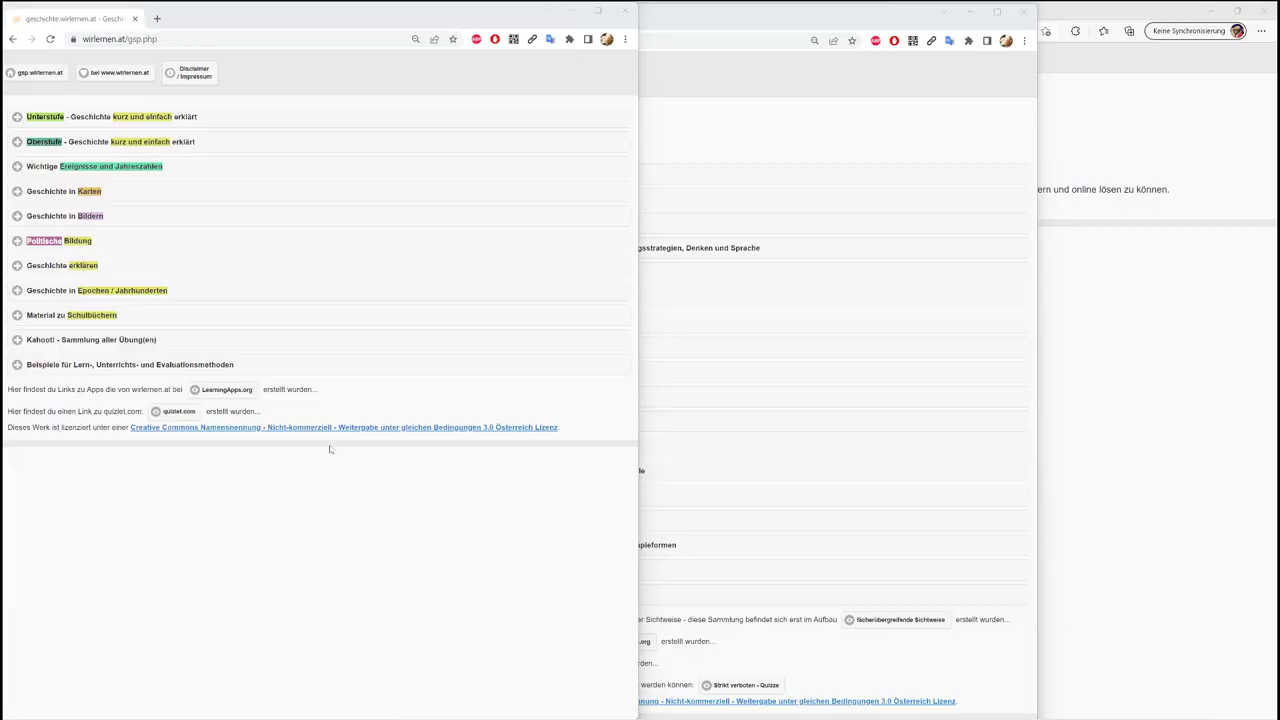 geschichte.wirlernen.at - Geschi
wirlernen.at/gsp.php
Keine Synchronisierung
gsp.wirlernen.at
bei www.wirlernen.at
Disclaimer
/ Impressum
Unterstufe - Geschichte kurz und einfach erklärt
Oberstufe - Geschichte kurz und einfach erklärt
Wichtige Ereignisse und Jahreszahlen
Geschichte in Karten
ern und online lösen zu können.
Geschichte in Bildern
Politische Bildung
gsstrategien, Denken und Sprache
Geschichte erklären
Geschichte in Epochen / Jahrhunderten
Material zu Schulbüchern
Kahoot! - Sammlung aller Übung(en)
Beispiele für Lern-, Unterrichts- und Evaluationsmethoden
Hier findest du Links zu Apps die von wirlernen.at bei LearningApps.org erstellt wurden...
Hier findest du einen Link zu quizlet.com: quizlet.com erstellt wurden...
Dieses Werk ist lizenziert unter einer Creative Commons Namensnennung - Nicht-kommerziell - Weitergabe unter gleichen Bedingungen 3.0 Österreich Lizenz.
le
apieformen
er Sichtweise - diese Sammlung befindet sich erst im Aufbau fächerübergreifende Sichtweise erstellt wurden...
.org erstellt wurden...
rden...
werden können: Strikt verboten - Quizze
nnung - Nicht-kommerziell - Weitergabe unter gleichen Bedingungen 3.0 Österreich Lizenz.